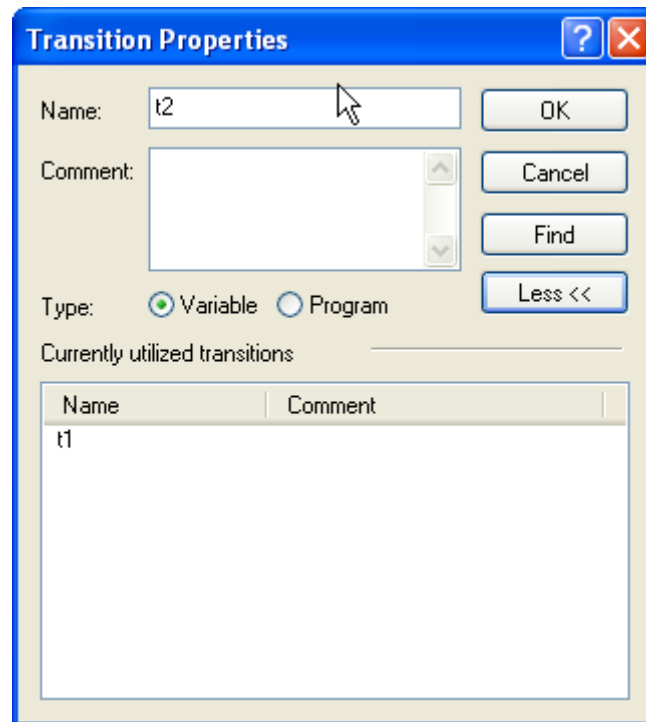 Transition Properties
Name: t2 OK
Comment: Cancel
Find
Type: Variable Program Less <<
Currently utilized transitions
Name Comment
t1